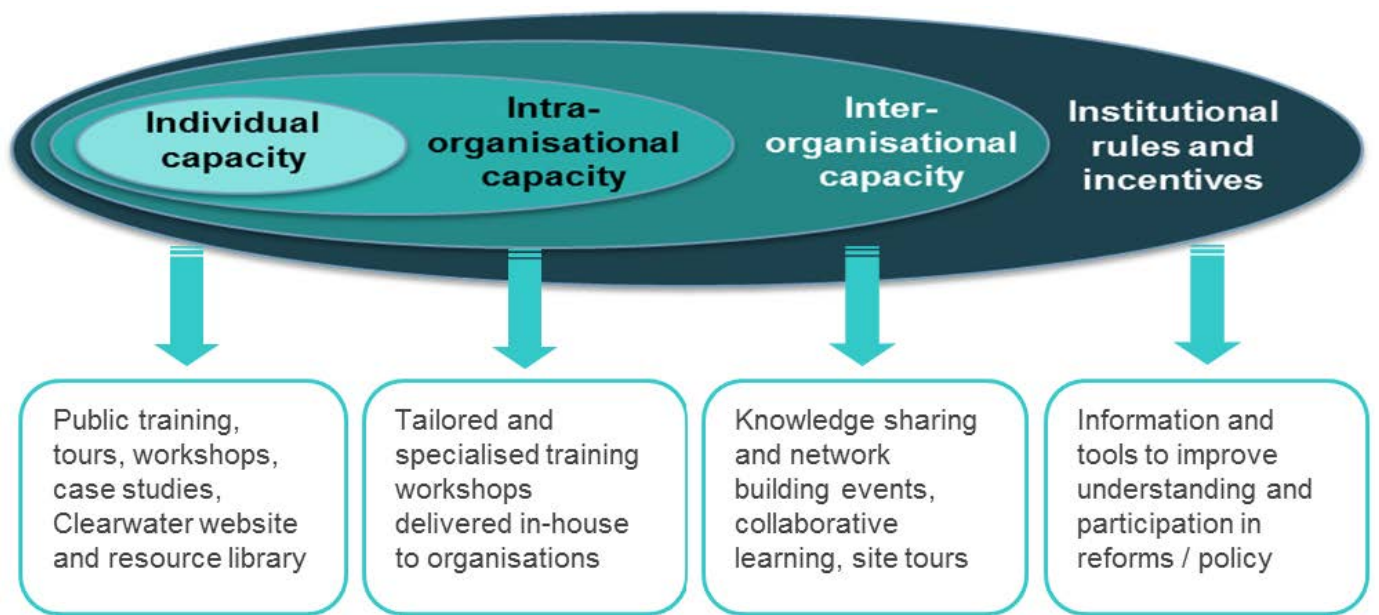 Individual
capacity
Intra-
organisational
capacity
Inter-
organisational
capacity
Institutional
rules and
incentives
Public training,
tours, workshops,
case studies,
Clearwater website
and resource library
Tailored and
specialised training
workshops
delivered in-house
to organisations
Knowledge sharing
and network
building events,
collaborative
learning, site tours
Information and
tools to improve
understanding and
participation in
reforms / policy